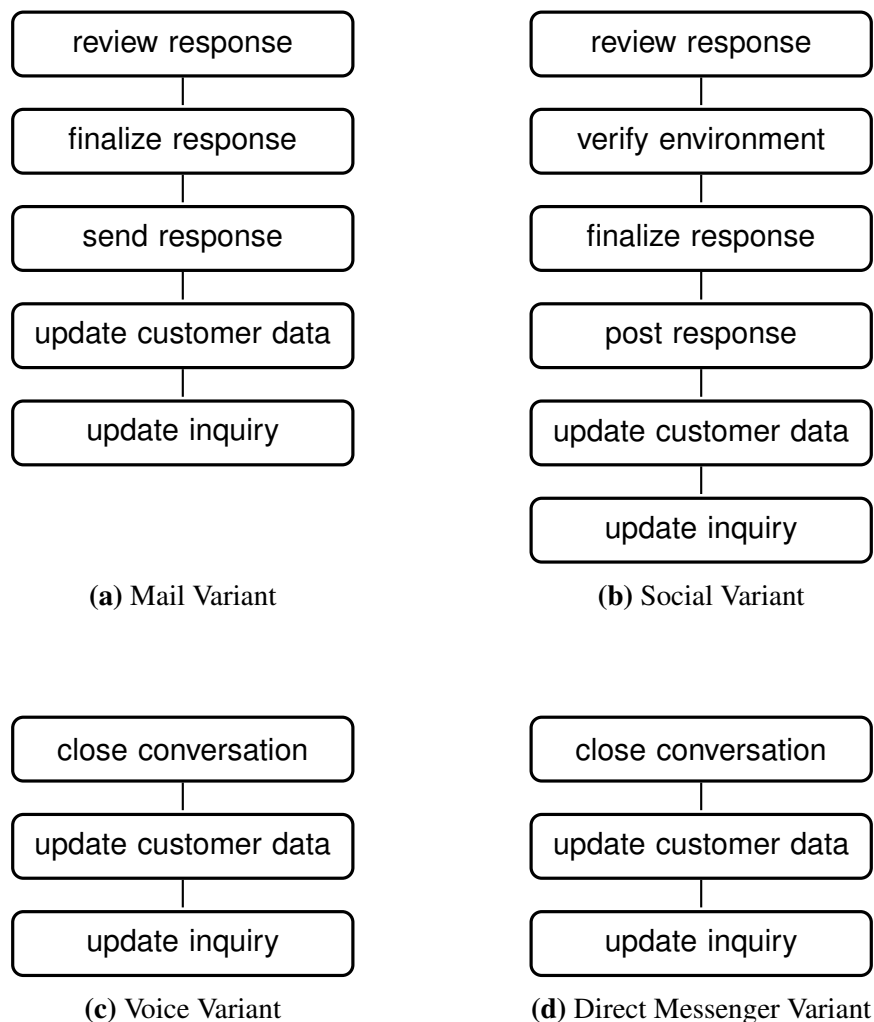 review response
finalize response
send response
update customer data
update inquiry
(a) Mail Variant
review response
verify environment
finalize response
post response
update customer data
update inquiry
(b) Social Variant
close conversation
update customer data
update inquiry
(c) Voice Variant
close conversation
update customer data
update inquiry
(d) Direct Messenger Variant